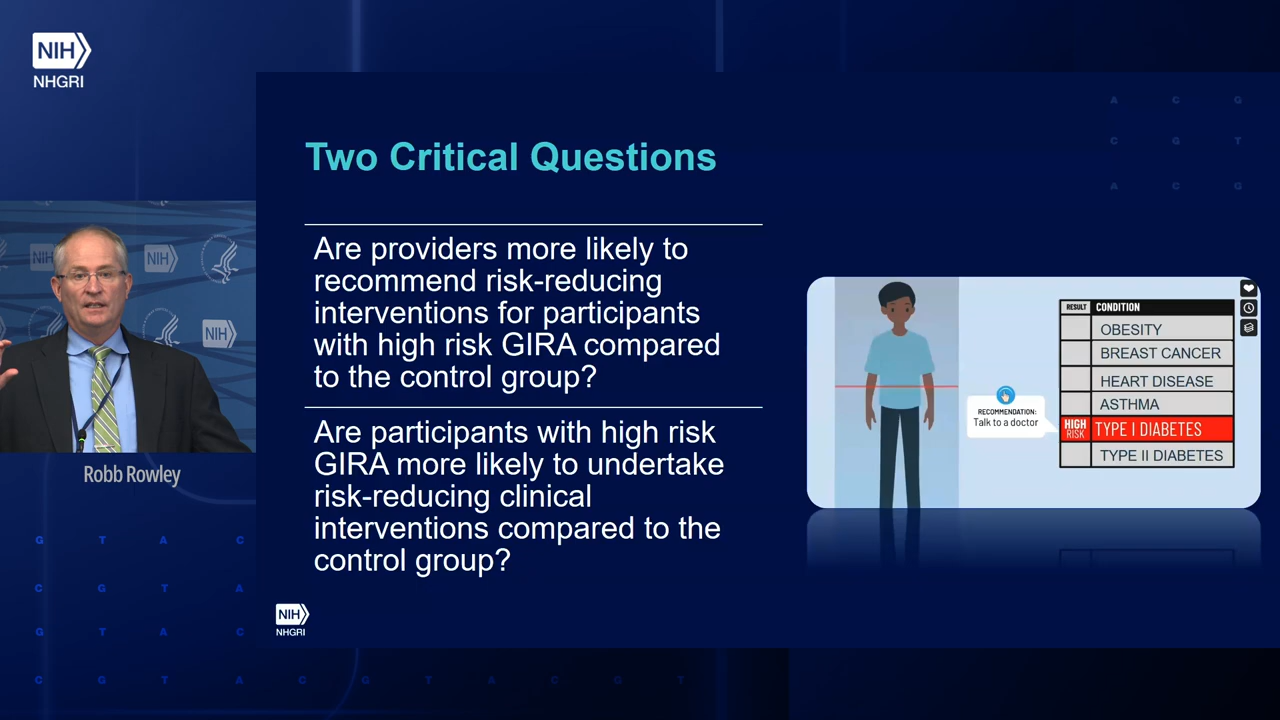 NIH
NHGRI
A C G
C G T
A C G
Two Critical Questions
Are providers more likely to
recommend risk-reducing
interventions for participants
with high risk GIRA compared
to the control group?
Are participants with high risk
GIRA more likely to undertake
risk-reducing clinical
interventions compared to the
control group?
RECOMMENDATION:
Talk to a doctor
RESULT CONDITION
OBESITY
BREAST CANCER
HEART DISEASE
ASTHMA
HIGH RISK TYPE I DIABETES
TYPE II DIABETES
NIH
NIH
NIH
Robb Rowley
G T A C
C G T A
G T A C
C G T A C G T A C G T
NIH
NHGRI